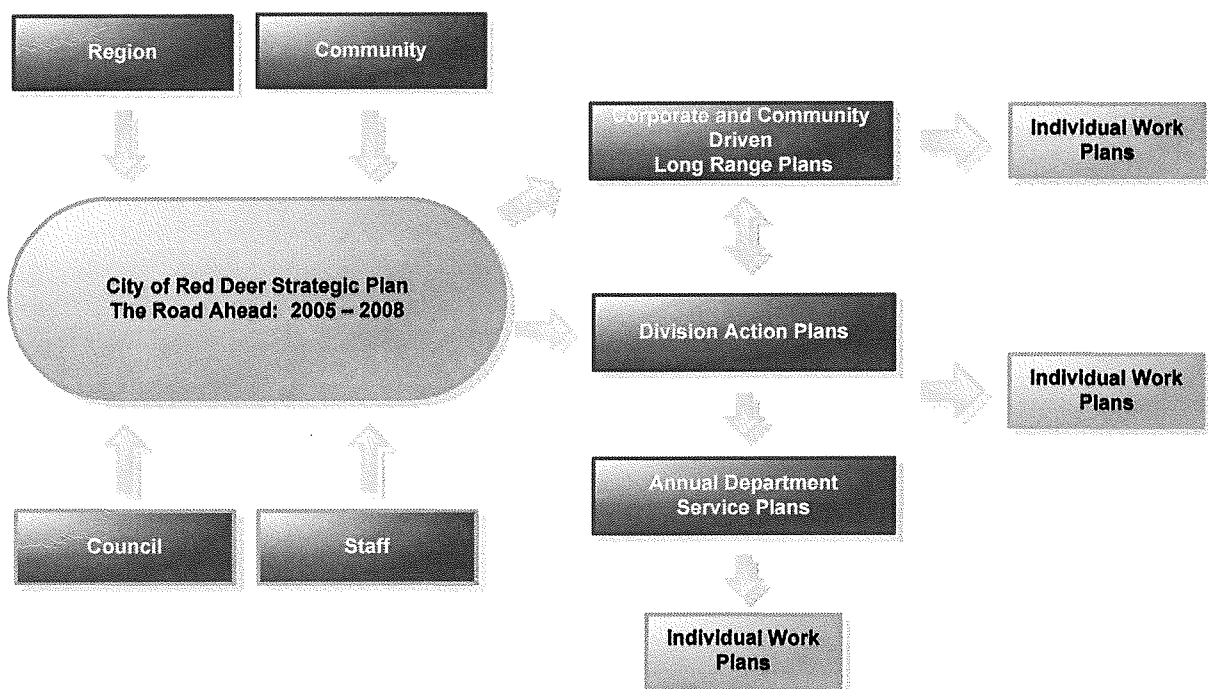 Region
Community
Corporate and Community
Driven
Long Range Plans
Individual Work
Plans
City of Red Deer Strategic Plan
The Road Ahead: 2005 – 2008
Division Action Plans
Individual Work
Plans
Annual Department
Service Plans
Council
Staff
Individual Work
Plans